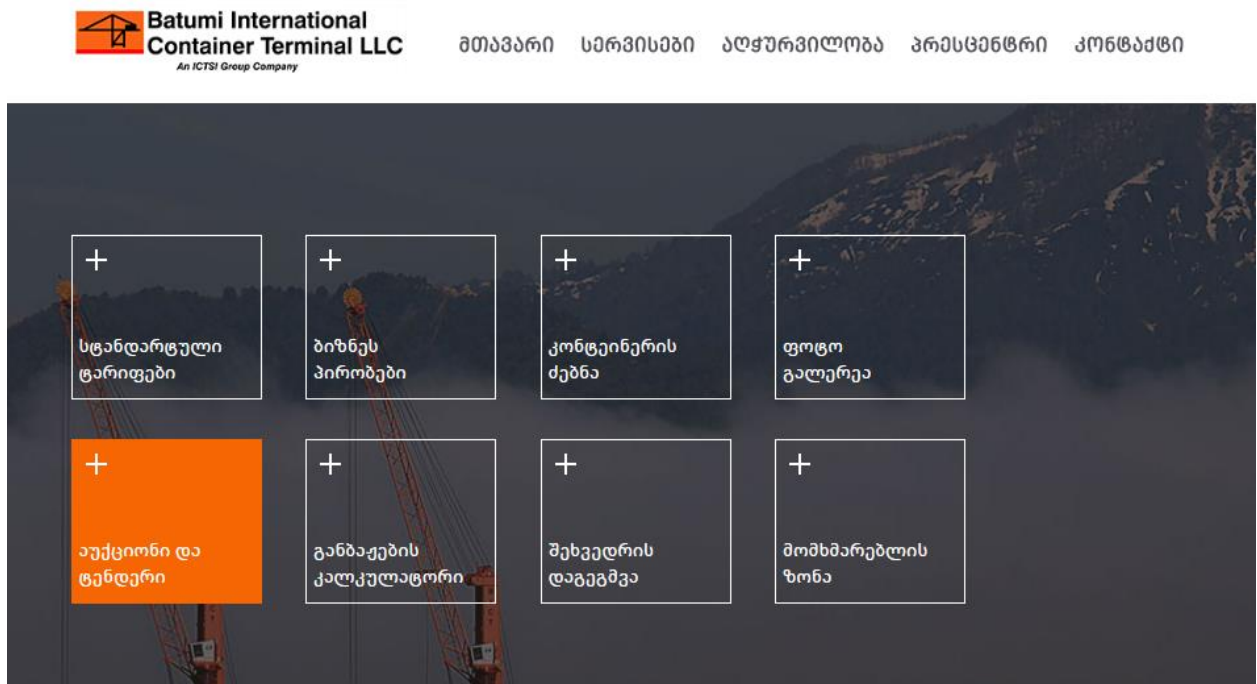 Batumi International
Container Terminal LLC
An ICTSI Group Company
მთავარი სერვისები აღჭურვილობა პრესცენტრი კონტაქტი
სტანდარტული
ტარიფები
ბიზნეს
პირობები
კონტეინერის
ძებნა
ფოტო
გალერეა
აუქციონი და
ტენდერი
განბაჟების
კალკულატორი
შეხვედრის
დაგეგმვა
მომხმარებლის
ზონა